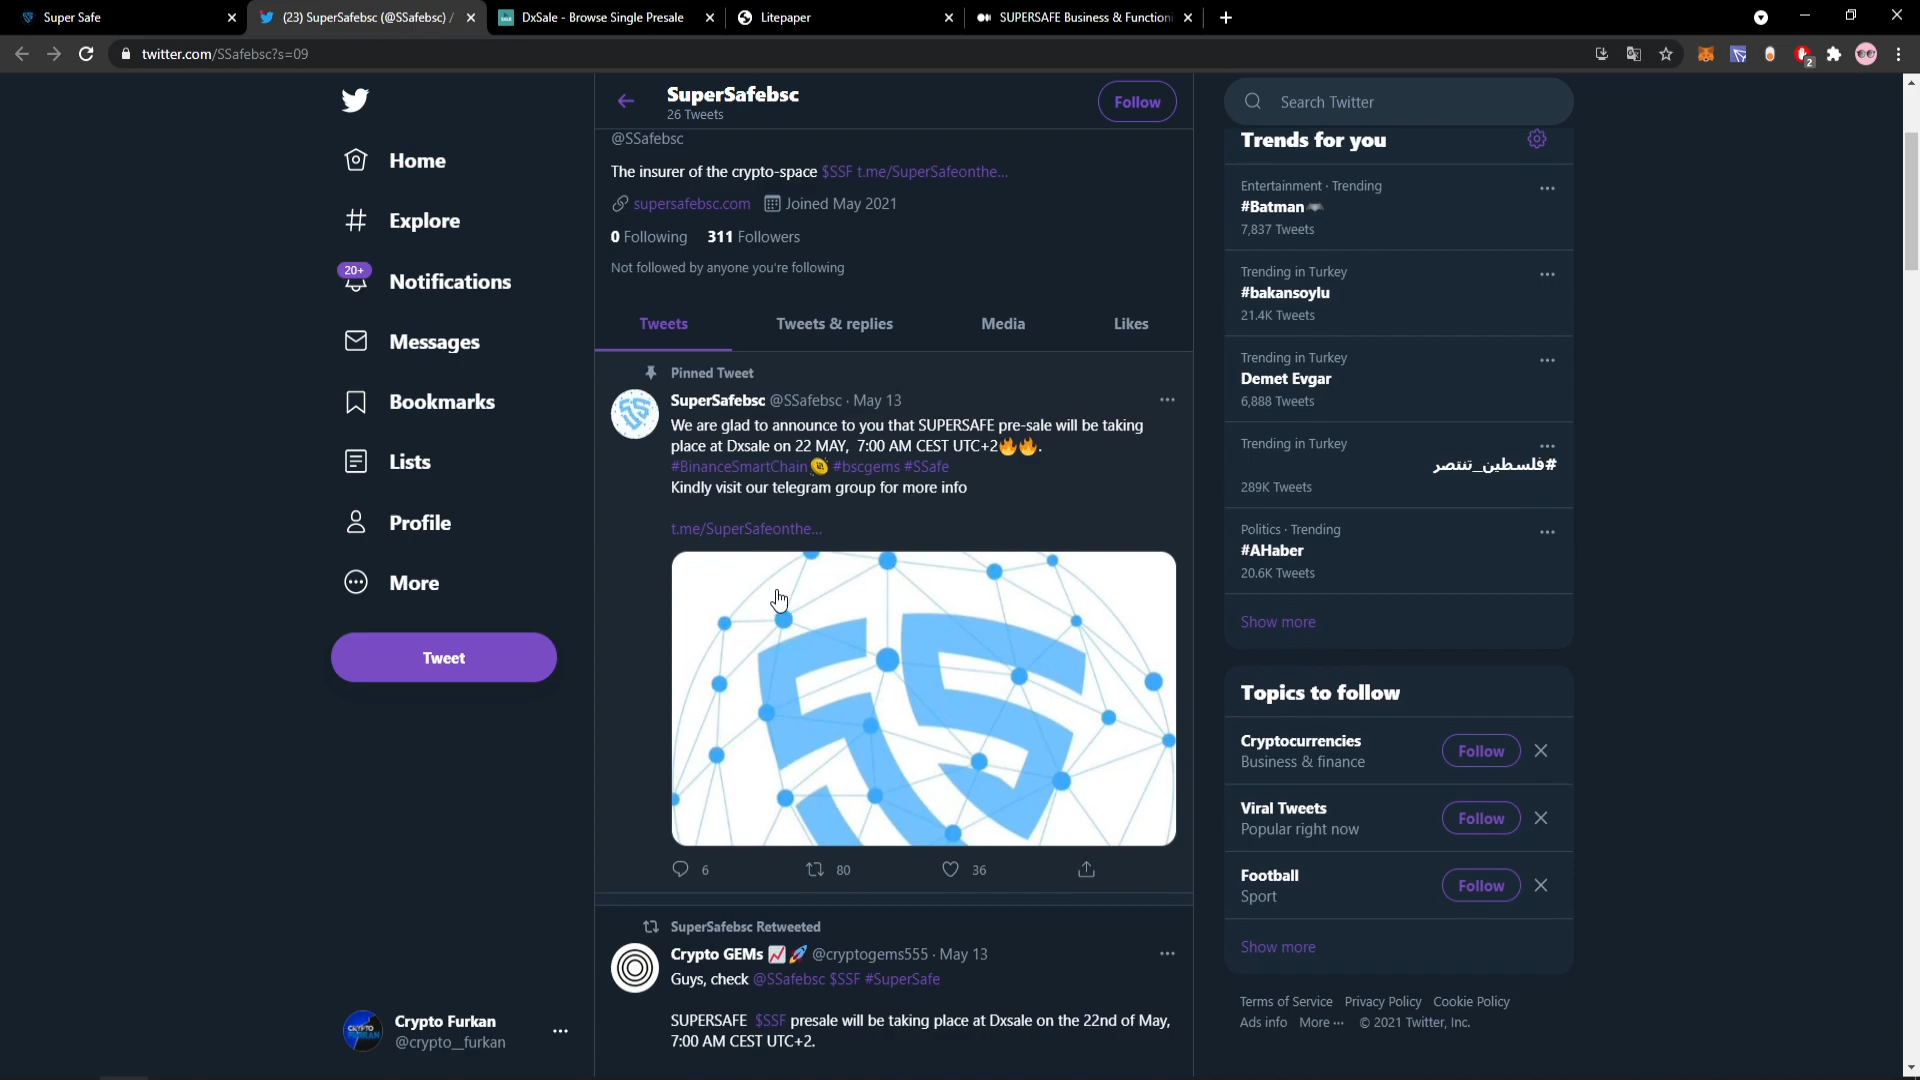 Super Safe
(23) SuperSafebsc (@SSafebsc) /
DxSale - Browse Single Presale
Litepaper
SUPERSAFE Business & Function
twitter.com/SSafebsc?s=09
2
Home
Explore
20+
Notifications
Messages
Bookmarks
Lists
Profile
More
Tweet
Crypto Furkan
@crypto__furkan
SuperSafebsc
26 Tweets
Follow
@SSafebsc
The insurer of the crypto-space $SSF t.me/SuperSafeonthe...
supersafebsc.com Joined May 2021
0 Following 311 Followers
Not followed by anyone you're following
Tweets
Tweets & replies
Media
Likes
Pinned Tweet
SuperSafebsc @SSafebsc · May 13
We are glad to announce to you that SUPERSAFE pre-sale will be taking
place at Dxsale on 22 MAY, 7:00 AM CEST UTC+2🔥🔥.
#BinanceSmartChain #bscgems #SSafe
Kindly visit our telegram group for more info
t.me/SuperSafeonthe...
6
80
36
SuperSafebsc Retweeted
Crypto GEMs 📈🚀 @cryptogems555 · May 13
Guys, check @SSafebsc $SSF #SuperSafe
SUPERSAFE $SSF presale will be taking place at Dxsale on the 22nd of May,
7:00 AM CEST UTC+2.
Search Twitter
Trends for you
Entertainment · Trending
#Batman
7,837 Tweets
Trending in Turkey
#bakansoylu
21.4K Tweets
Trending in Turkey
Demet Evgar
6,888 Tweets
Trending in Turkey
#فلسطين_تنتصر
289K Tweets
Politics · Trending
#AHaber
20.6K Tweets
Show more
Topics to follow
Cryptocurrencies
Business & finance
Follow
Viral Tweets
Popular right now
Follow
Football
Sport
Follow
Show more
Terms of Service Privacy Policy Cookie Policy
Ads info More ··· © 2021 Twitter, Inc.